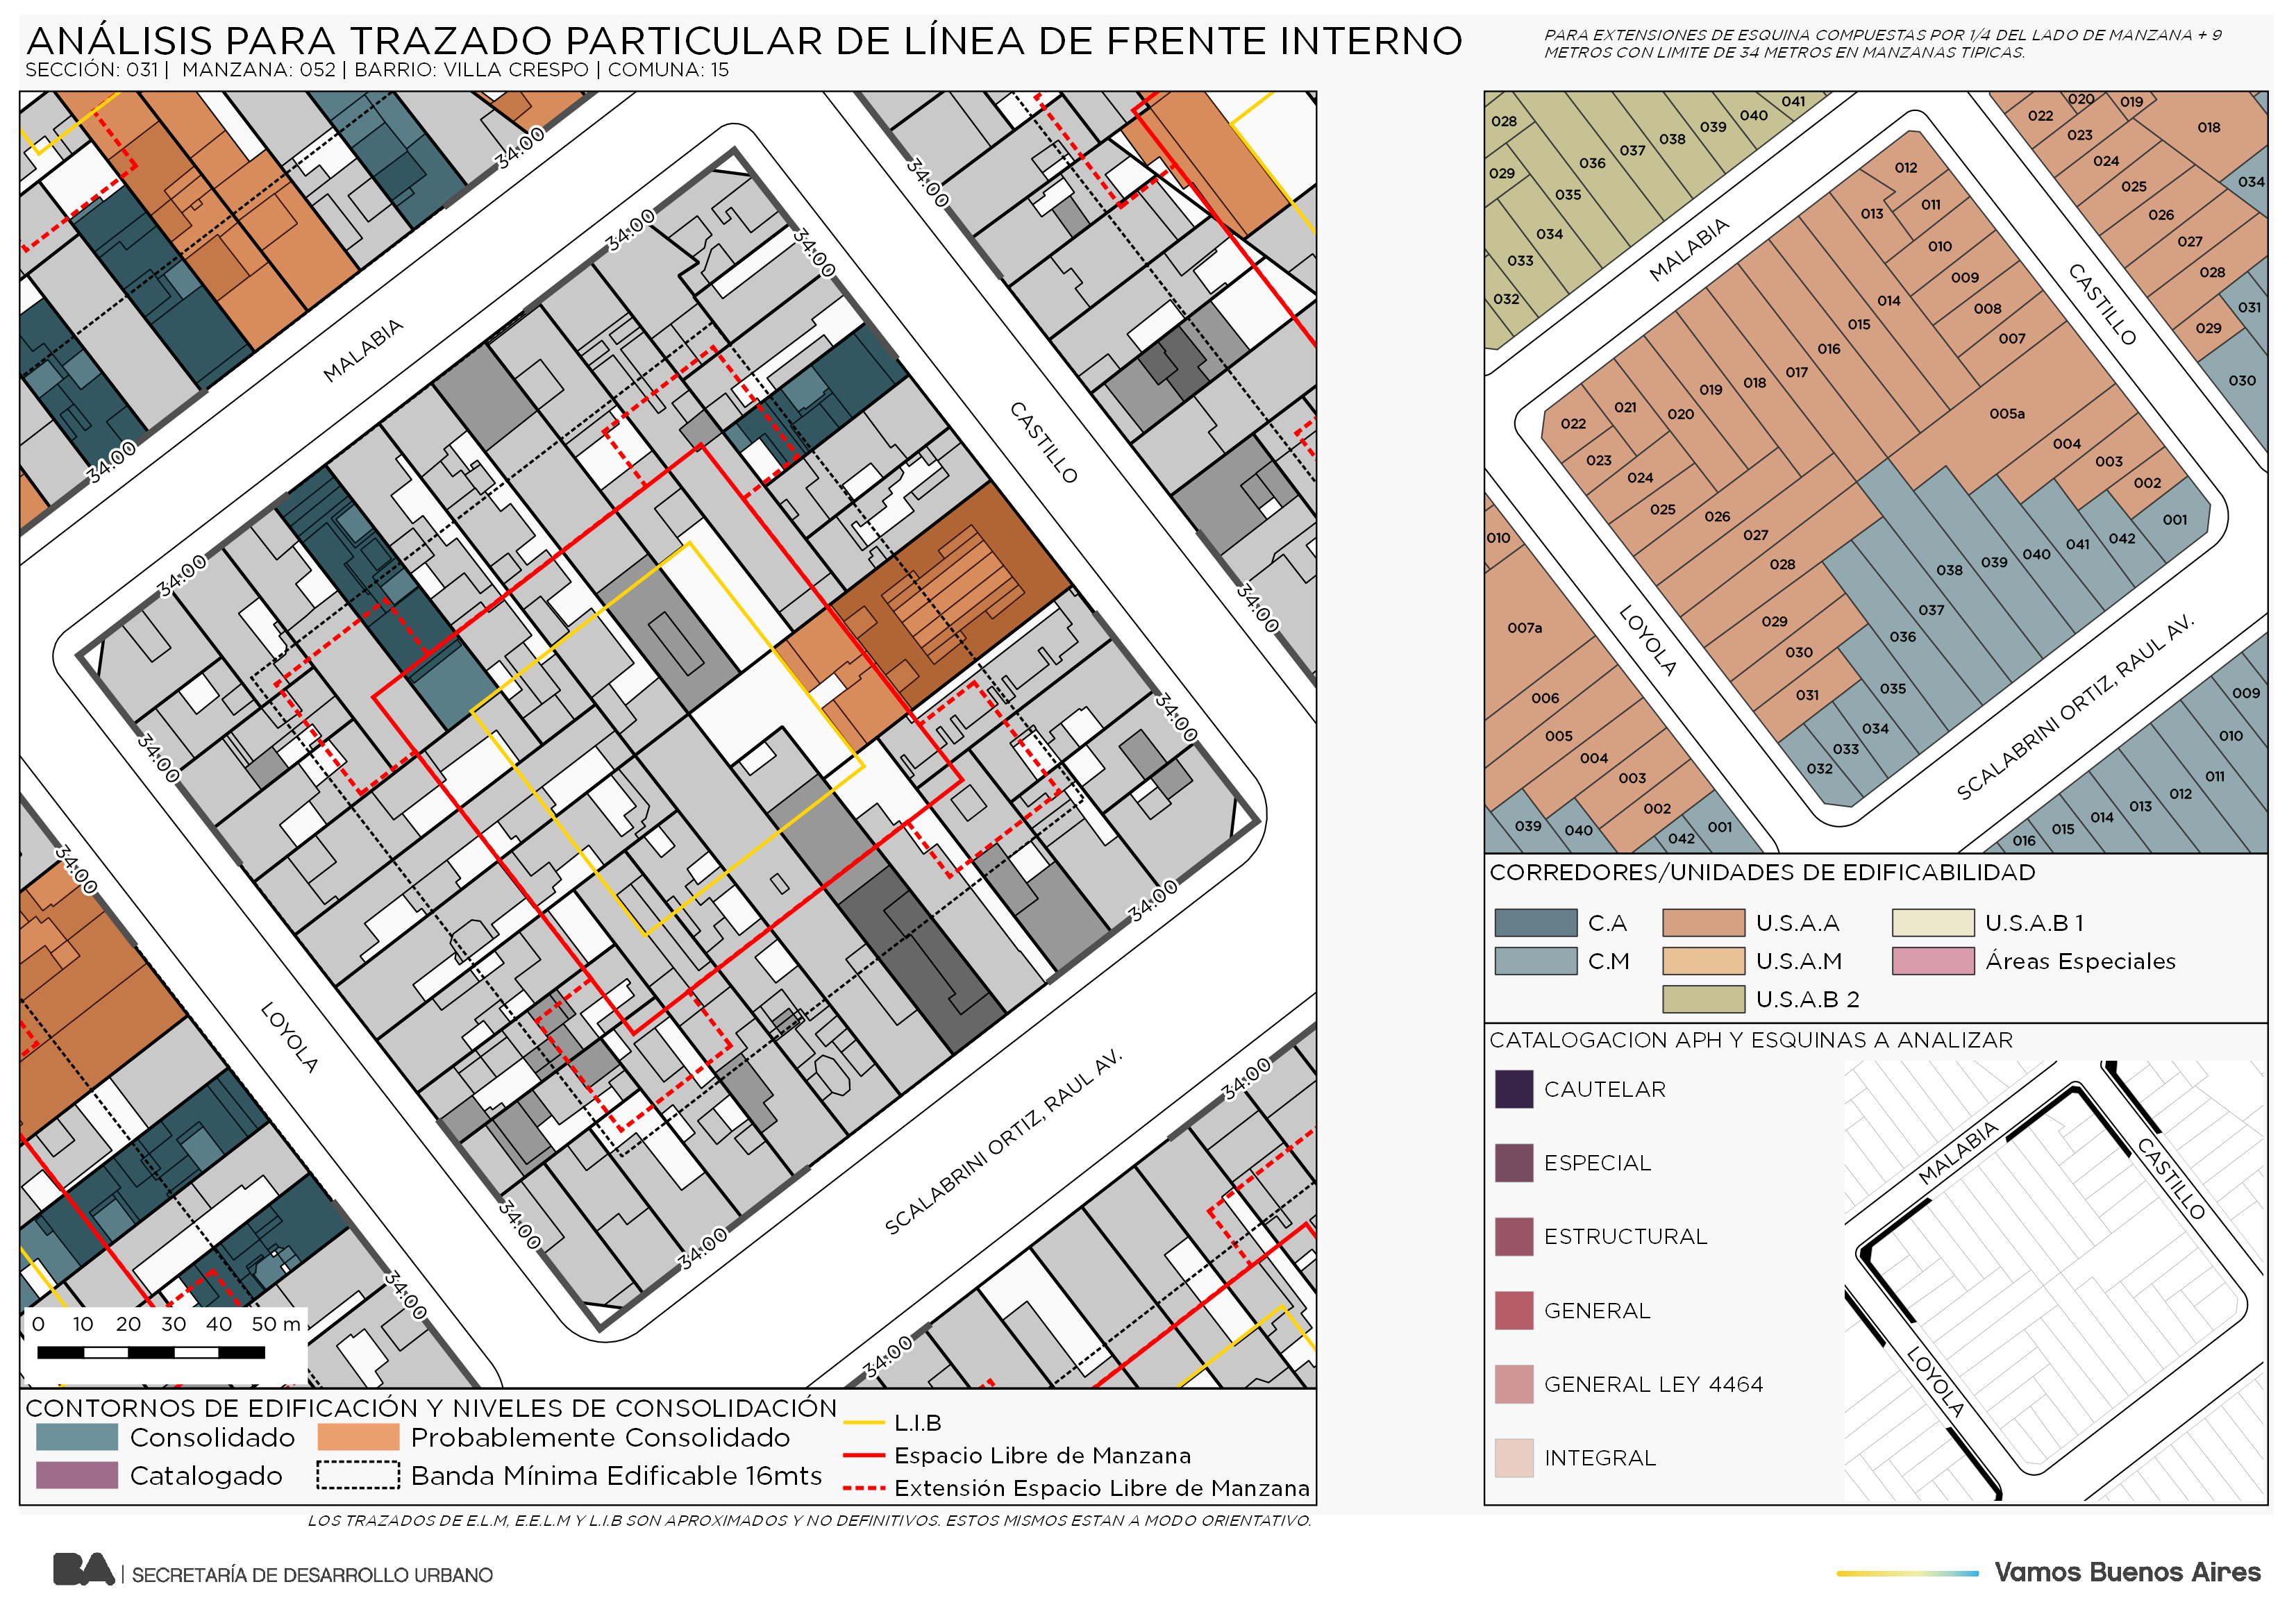 ANÁLISIS PARA TRAZADO PARTICULAR DE LÍNEA DE FRENTE INTERNO
SECCIÓN: 031 | MANZANA: 052 | BARRIO: VILLA CRESPO | COMUNA: 15
PARA EXTENSIONES DE ESQUINA COMPUESTAS POR 1/4 DEL LADO DE MANZANA + 9
METROS CON LIMITE DE 34 METROS EN MANZANAS TIPICAS.
34:00
34:00
34:00
34:00
MALABIA
34:00
CASTILLO
34:00
34:00
34:00
34:00
34:00
34:00
LOYOLA
SCALABRINI ORTIZ, RAUL AV.
34:00
34:00
34:00
34:00
34:00
0 10 20 30 40 50 m
CONTORNOS DE EDIFICACIÓN Y NIVELES DE CONSOLIDACIÓN
Consolidado
Probablemente Consolidado
Catalogado
Banda Mínima Edificable 16mts
L.I.B
Espacio Libre de Manzana
Extensión Espacio Libre de Manzana
LOS TRAZADOS DE E.L.M, E.E.L.M Y L.I.B SON APROXIMADOS Y NO DEFINITIVOS. ESTOS MISMOS ESTAN A MODO ORIENTATIVO.
028
029
036
037
038
039
040
041
035
034
033
032
020
019
022
023
018
024
025
034
026
027
028
031
029
030
MALABIA
CASTILLO
012
011
013
010
009
014
008
015
007
016
017
018
019
005a
020
021
022
004
003
002
001
023
024
025
026
027
028
042
041
040
039
038
037
029
036
030
035
031
034
033
032
LOYOLA
SCALABRINI ORTIZ, RAUL AV.
010
007a
006
005
004
003
002
039
040
042
001
009
010
011
012
013
014
015
016
CORREDORES/UNIDADES DE EDIFICABILIDAD
C.A
U.S.A.A
U.S.A.B 1
C.M
U.S.A.M
Áreas Especiales
U.S.A.B 2
CATALOGACION APH Y ESQUINAS A ANALIZAR
CAUTELAR
ESPECIAL
ESTRUCTURAL
GENERAL
GENERAL LEY 4464
INTEGRAL
MALABIA
CASTILLO
LOYOLA
BA | SECRETARÍA DE DESARROLLO URBANO
Vamos Buenos Aires